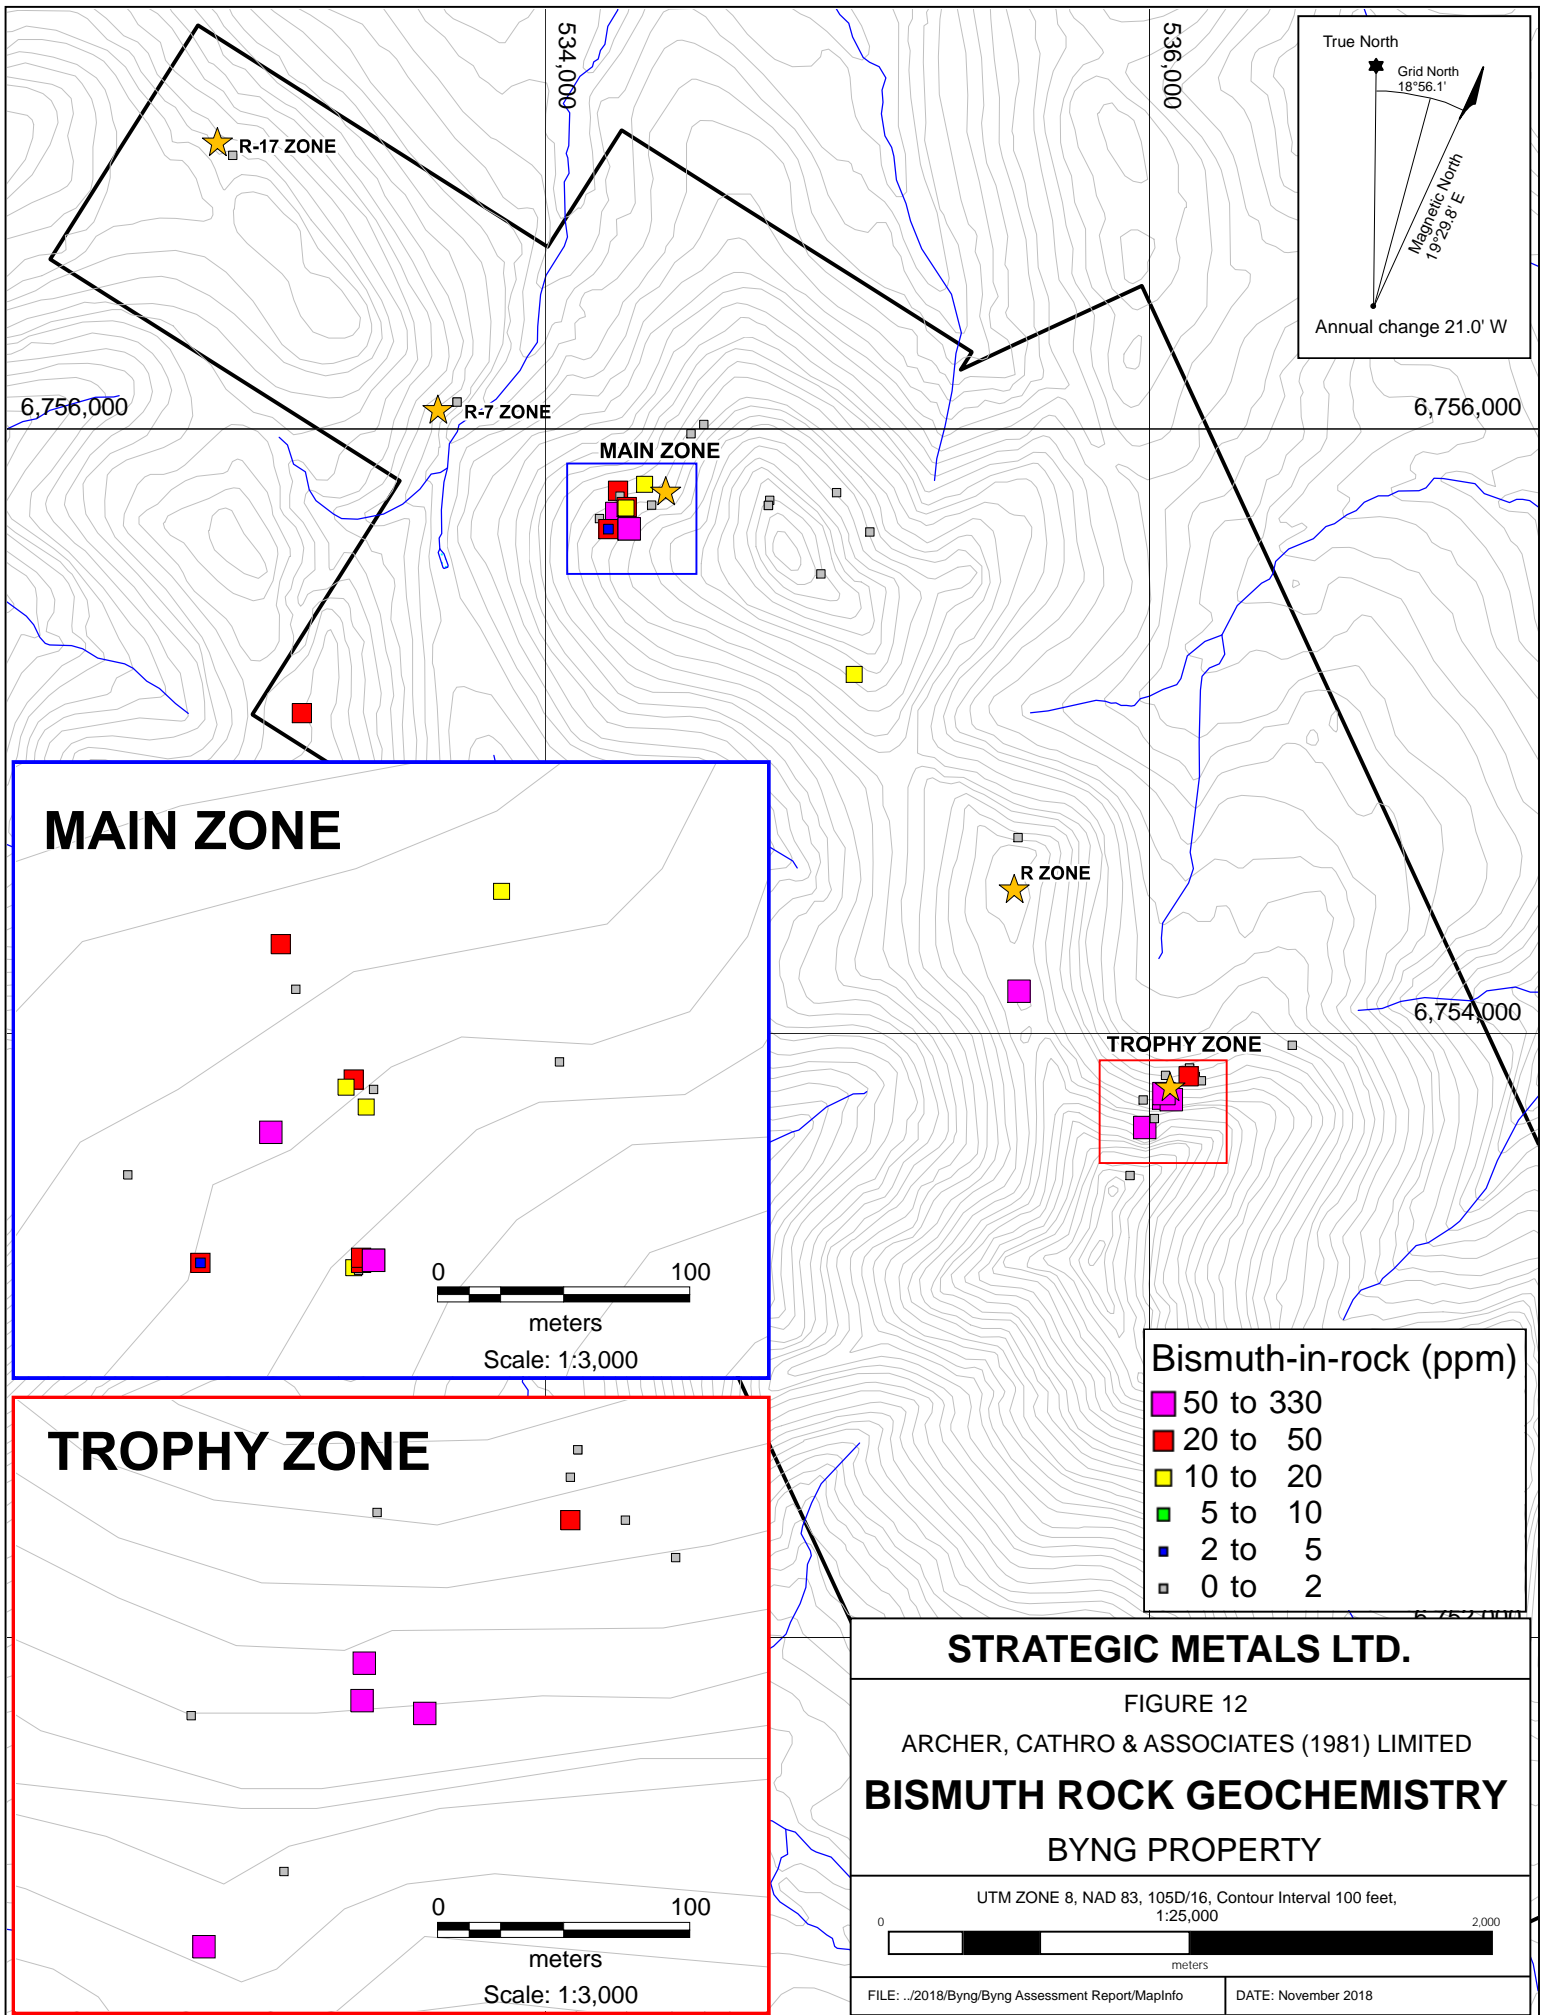 534,000
536,000
True North
Grid North
18°56.1'
Magnetic North
19°29.8' E
Annual change 21.0' W
R-17 ZONE
6,756,000
R-7 ZONE
6,756,000
MAIN ZONE
R ZONE
6,754,000
TROPHY ZONE
MAIN ZONE
0 100
meters
Scale: 1:3,000
TROPHY ZONE
0 100
meters
Scale: 1:3,000
Bismuth-in-rock (ppm)
50 to 330
20 to 50
10 to 20
5 to 10
2 to 5
0 to 2
6,752,000
STRATEGIC METALS LTD.
FIGURE 12
ARCHER, CATHRO & ASSOCIATES (1981) LIMITED
BISMUTH ROCK GEOCHEMISTRY
BYNG PROPERTY
UTM ZONE 8, NAD 83, 105D/16, Contour Interval 100 feet,
1:25,000
0 2,000
meters
FILE: ../2018/Byng/Byng Assessment Report/MapInfo
DATE: November 2018